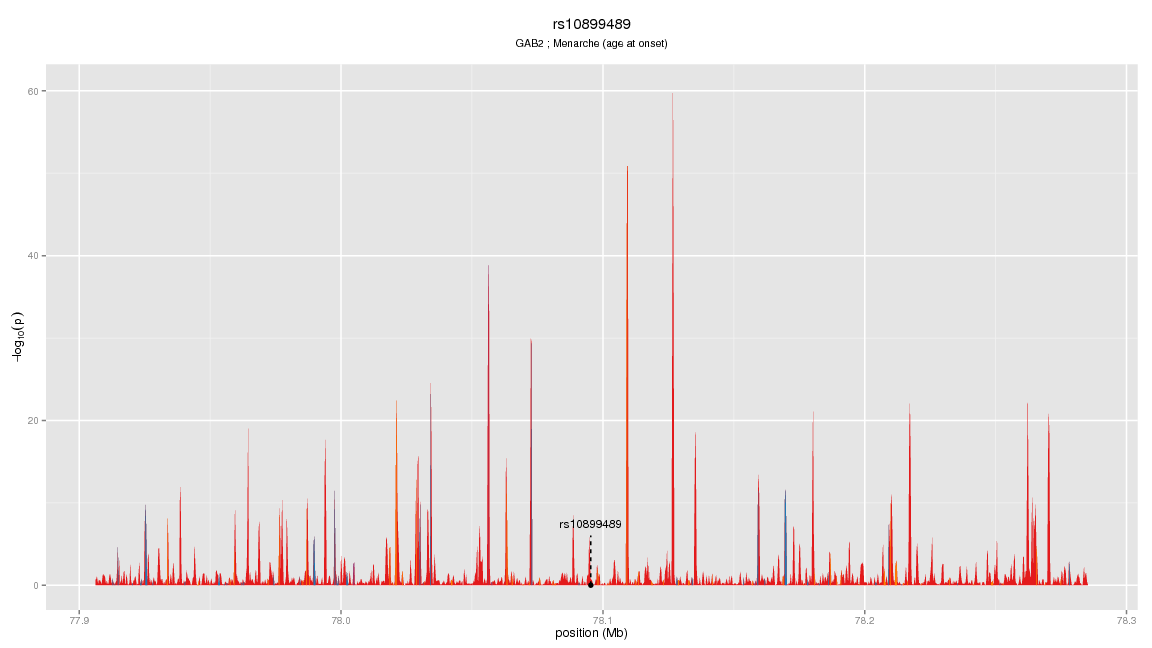 rs10899489
GAB2 ; Menarche (age at onset)
60
40
20
0
−log10(p)
rs10899489
77.9
78.0
78.1
78.2
78.3
position (Mb)